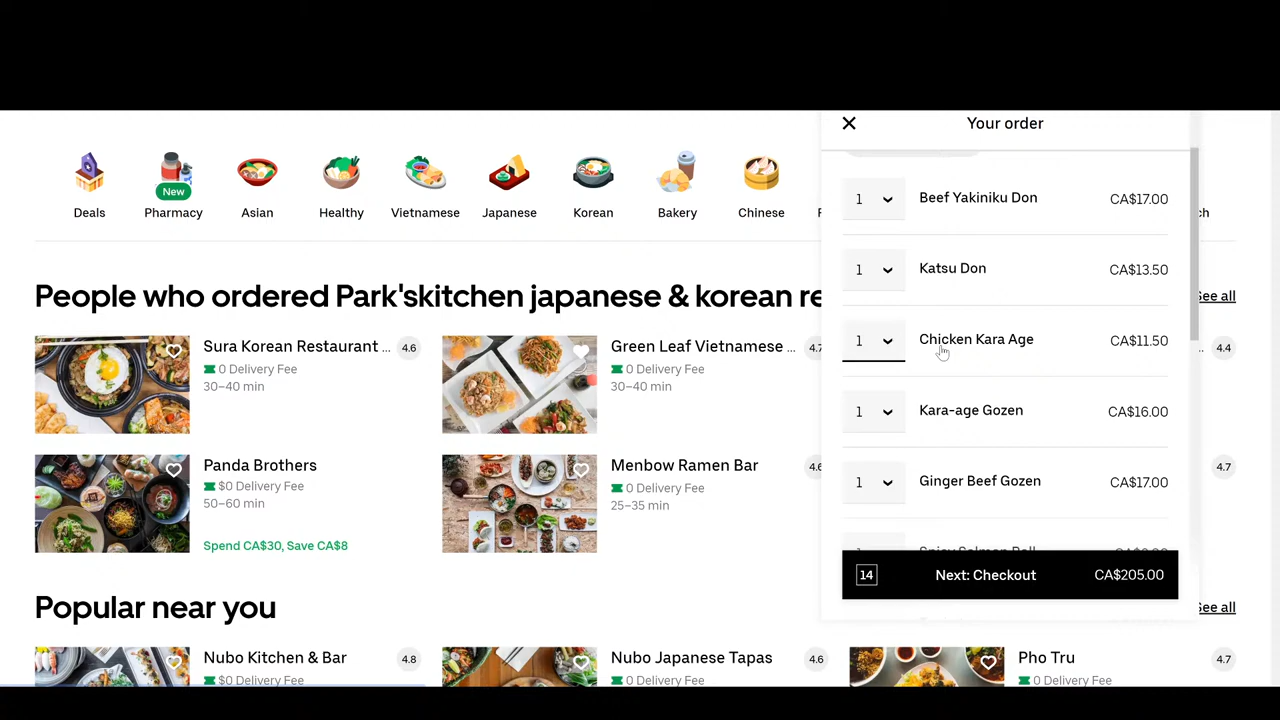 Your order
New
Deals
Pharmacy
Asian
Healthy
Vietnamese
Japanese
Korean
Bakery
Chinese
1
Beef Yakiniku Don
CA$17.00
1
Katsu Don
CA$13.50
1
Chicken Kara Age
CA$11.50
1
Kara-age Gozen
CA$16.00
1
Ginger Beef Gozen
CA$17.00
Spicy Salmon Roll
14
Next: Checkout
CA$205.00
People who ordered Park'skitchen japanese & korean re
See all
Sura Korean Restaurant ...
4.6
0 Delivery Fee
30–40 min
Green Leaf Vietnamese ...
4.7
0 Delivery Fee
30–40 min
4.4
Panda Brothers
$0 Delivery Fee
50–60 min
Spend CA$30, Save CA$8
Menbow Ramen Bar
4.6
0 Delivery Fee
25–35 min
4.7
Popular near you
See all
Nubo Kitchen & Bar
4.8
$0 Delivery Fee
Nubo Japanese Tapas
4.6
0 Delivery Fee
Pho Tru
4.7
0 Delivery Fee